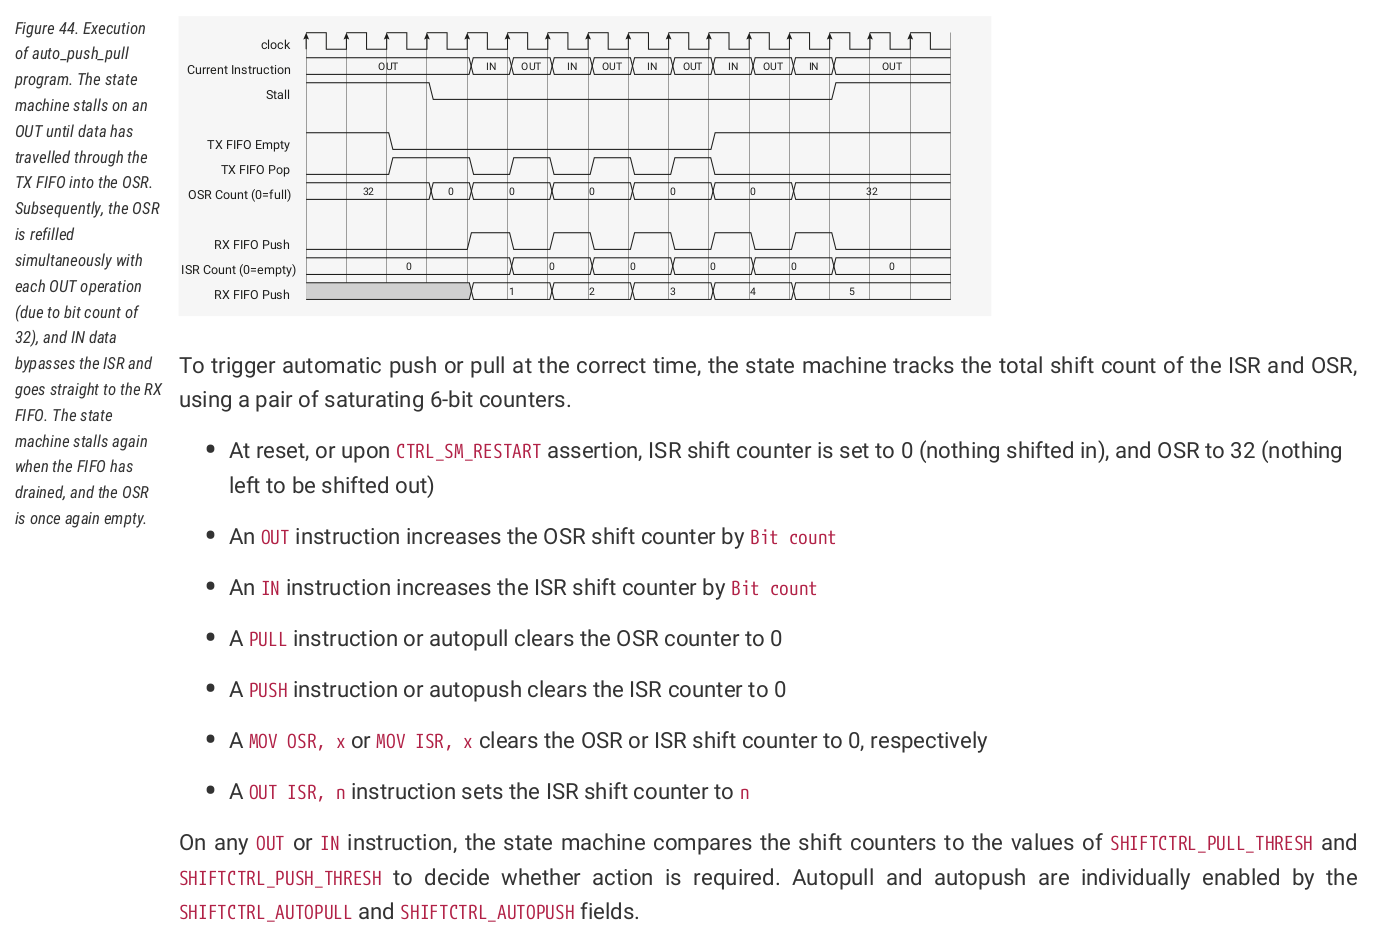 Figure 44. Execution
of auto_push_pull
program. The state
machine stalls on an
OUT until data has
travelled through the
TX FIFO into the OSR.
Subsequently, the OSR
is refilled
simultaneously with
each OUT operation
(due to bit count of
32), and IN data
bypasses the ISR and
goes straight to the RX
FIFO. The state
machine stalls again
when the FIFO has
drained, and the OSR
is once again empty.
clock
Current Instruction OUT IN OUT IN OUT IN OUT IN OUT IN OUT
Stall
TX FIFO Empty
TX FIFO Pop
OSR Count (0=full) 32 0 0 0 0 0 32
RX FIFO Push
ISR Count (0=empty) 0 0 0 0 0 0
RX FIFO Push 1 2 3 4 5
To trigger automatic push or pull at the correct time, the state machine tracks the total shift count of the ISR and OSR,
using a pair of saturating 6-bit counters.
• At reset, or upon CTRL_SM_RESTART assertion, ISR shift counter is set to 0 (nothing shifted in), and OSR to 32 (nothing
left to be shifted out)
• An OUT instruction increases the OSR shift counter by Bit count
• An IN instruction increases the ISR shift counter by Bit count
• A PULL instruction or autopull clears the OSR counter to 0
• A PUSH instruction or autopush clears the ISR counter to 0
• A MOV OSR, x or MOV ISR, x clears the OSR or ISR shift counter to 0, respectively
• A OUT ISR, n instruction sets the ISR shift counter to n
On any OUT or IN instruction, the state machine compares the shift counters to the values of SHIFTCTRL_PULL_THRESH and
SHIFTCTRL_PUSH_THRESH to decide whether action is required. Autopull and autopush are individually enabled by the
SHIFTCTRL_AUTOPULL and SHIFTCTRL_AUTOPUSH fields.